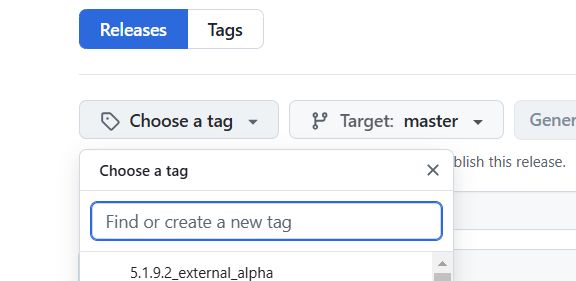 Releases Tags
Choose a tag Target: master Gener
Choose a tag blish this release.
Find or create a new tag
5.1.9.2_external_alpha